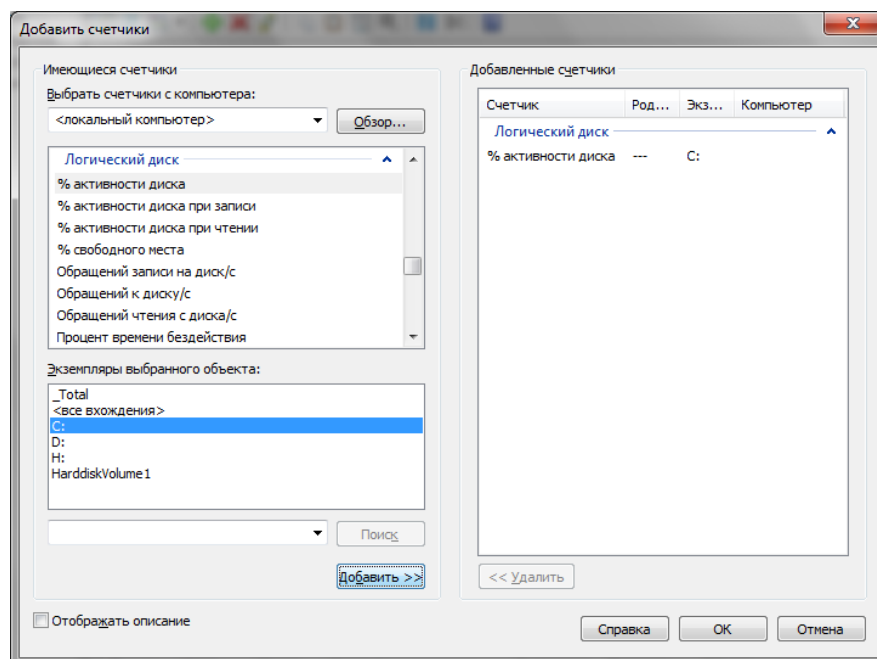 Добавить счетчики
Имеющиеся счетчики
Выбрать счетчики с компьютера:
<локальный компьютер>
Обзор...
Логический диск
% активности диска
% активности диска при записи
% активности диска при чтении
% свободного места
Обращений записи на диск/с
Обращений к диску/с
Обращений чтения с диска/с
Процент времени бездействия
Экземпляры выбранного объекта:
_Total
<все вхождения>
C:
D:
H:
HarddiskVolume1
Поиск
Добавить >>
Отображать описание
Добавленные счетчики
Счетчик Род... Экз... Компьютер
Логический диск
% активности диска --- C:
<< Удалить
Справка OK Отмена